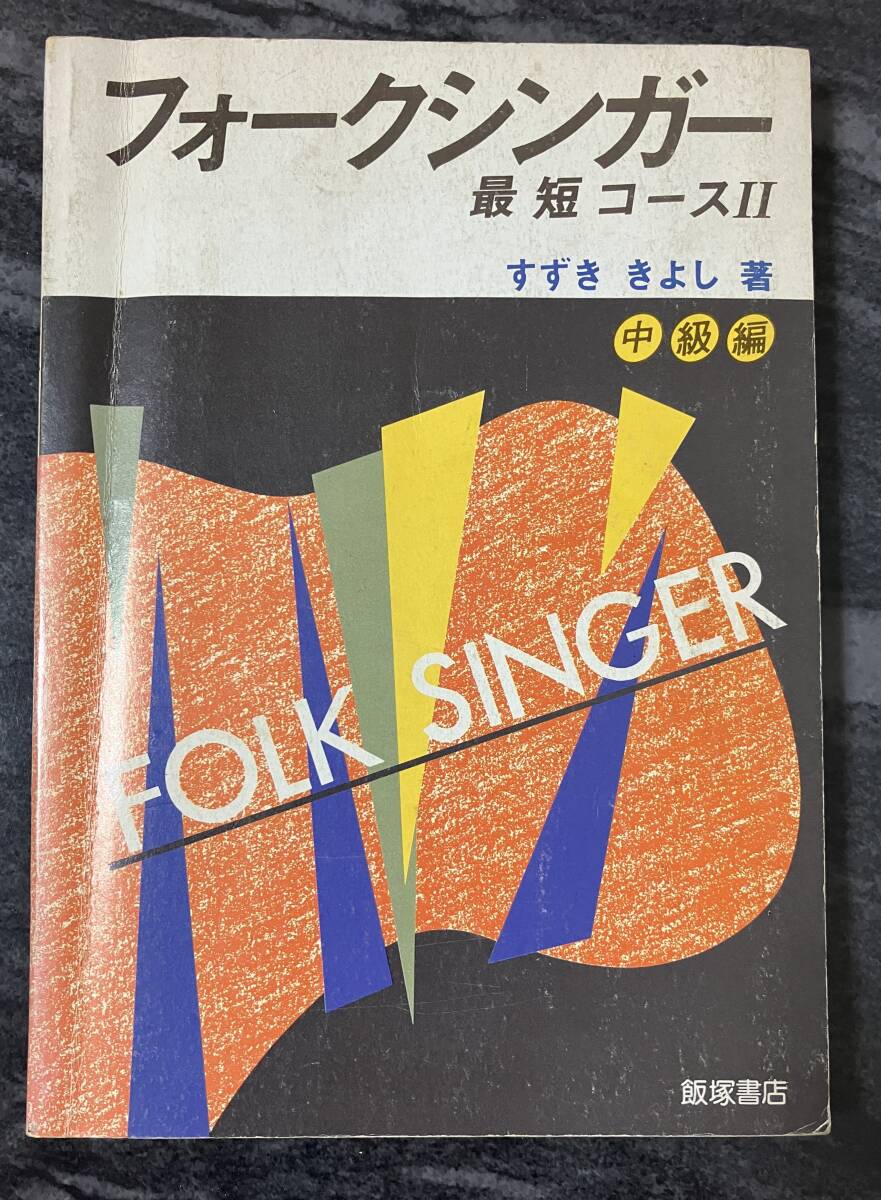 フォークシンガー
最短コースII
すずき きよし 著
中級編
FOLK SINGER
飯塚書店